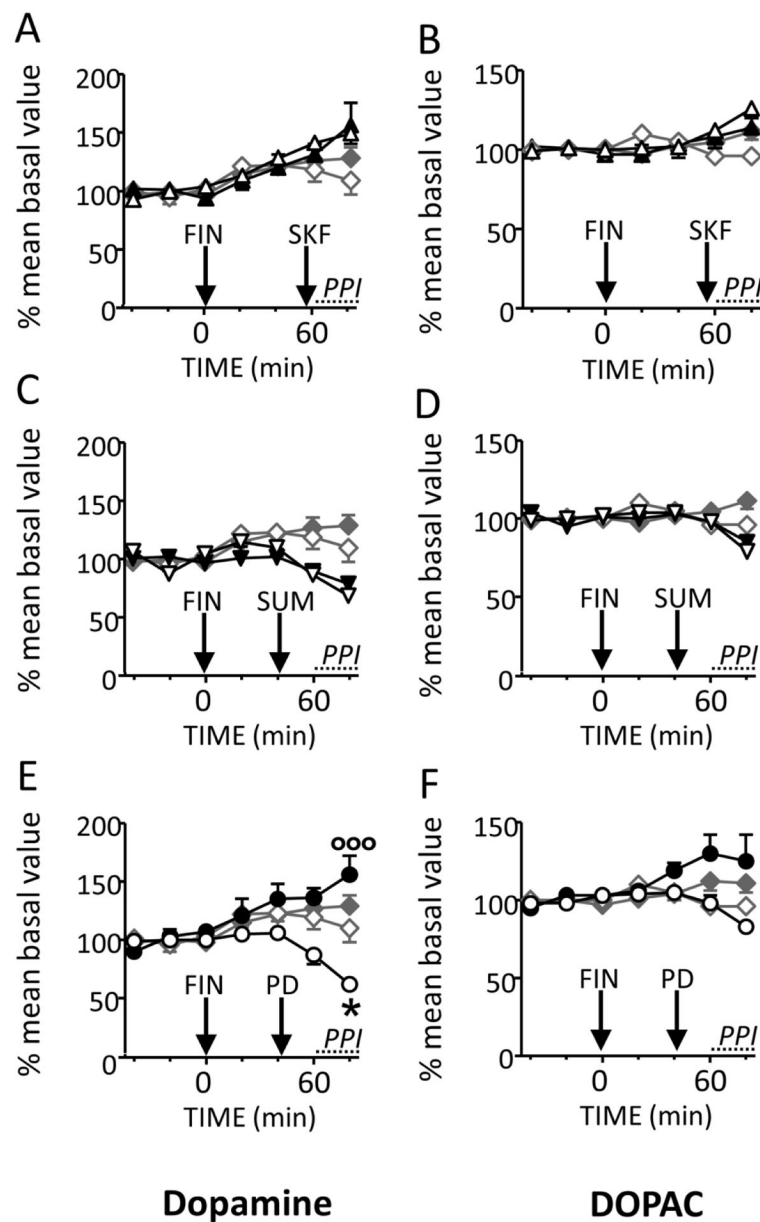 A
% mean basal value
200
150
100
50
0
FIN
SKF
PPI
0
60
TIME (min)
B
% mean basal value
150
100
50
0
FIN
SKF
PPI
0
60
TIME (min)
C
% mean basal value
200
150
100
50
0
FIN
SUM
PPI
0
60
TIME (min)
D
% mean basal value
150
100
50
0
FIN
SUM
PPI
0
60
TIME (min)
E
% mean basal value
200
150
100
50
0
ooo
FIN
PD
*
PPI
0
60
TIME (min)
F
% mean basal value
150
100
50
0
FIN
PD
PPI
0
60
TIME (min)
Dopamine
DOPAC